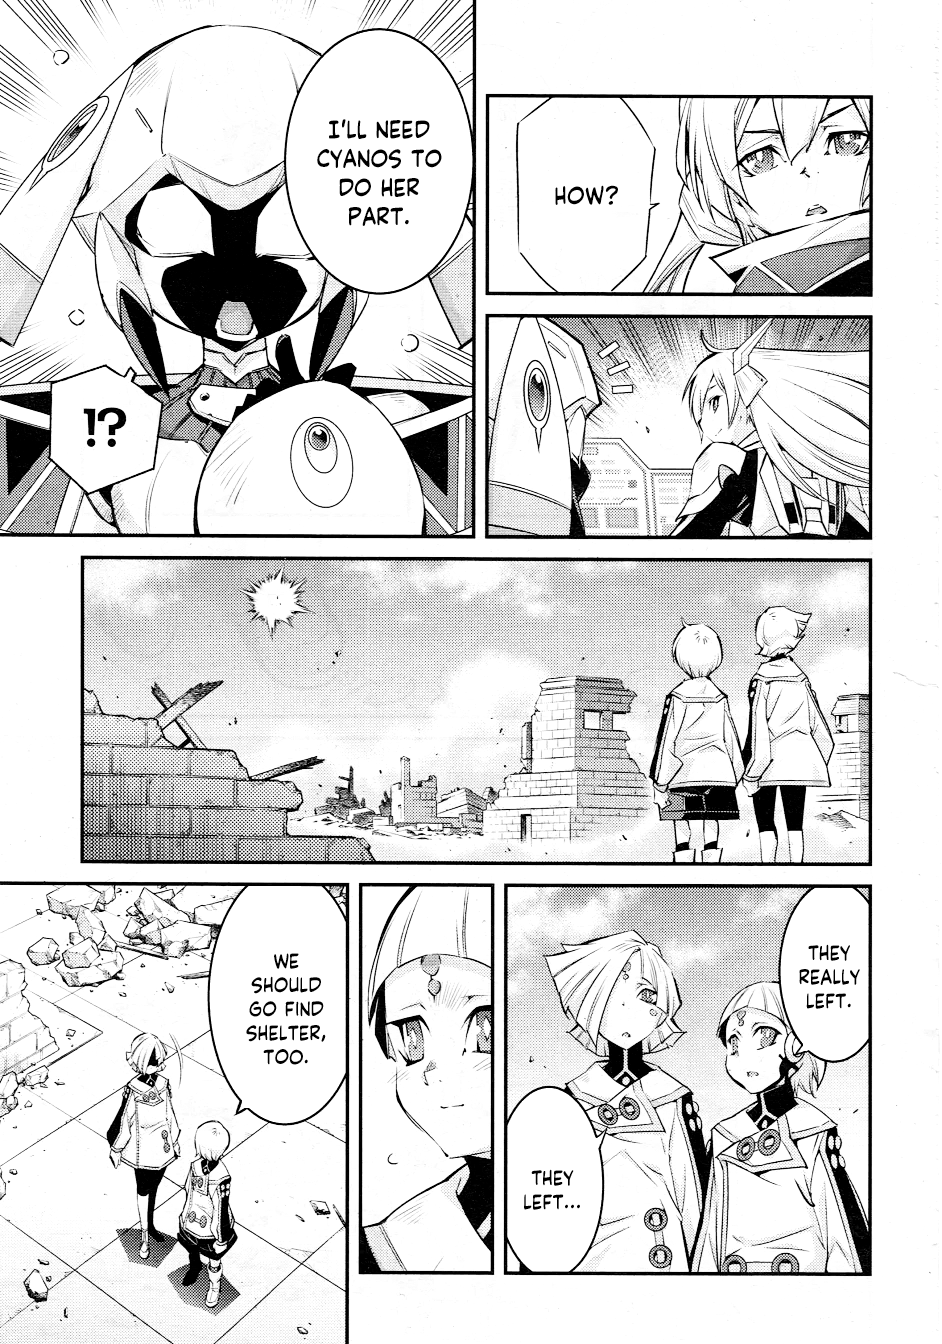 HOW?
I'LL NEED
CYANOS TO
DO HER
PART.
!?
THEY
REALLY
LEFT.
THEY
LEFT...
WE
SHOULD
GO FIND
SHELTER,
TOO.